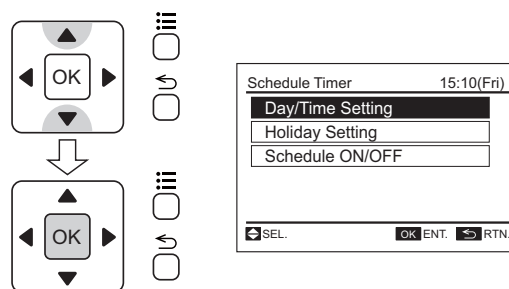 OK
OK
Schedule Timer 15:10(Fri)
Day/Time Setting
Holiday Setting
Schedule ON/OFF
SEL. OK ENT. RTN.